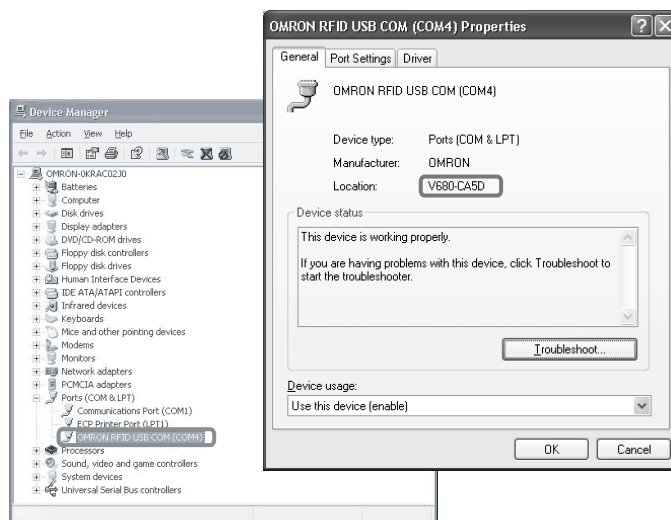 OMRON RFID USB COM (COM4) Properties
General
Port Settings
Driver
OMRON RFID USB COM (COM4)
Device type: Ports (COM & LPT)
Manufacturer: OMRON
Location: V680-CA5D
Device status
This device is working properly.
If you are having problems with this device, click Troubleshoot to
start the troubleshooter.
Troubleshoot...
Device usage:
Use this device (enable)
OK
Cancel
Device Manager
File Action View Help
OMRON-0KRAC02J0
Batteries
Computer
Disk drives
Display adapters
DVD/CD-ROM drives
Floppy disk controllers
Floppy disk drives
Human Interface Devices
IDE ATA/ATAPI controllers
Infrared devices
Keyboards
Mice and other pointing devices
Modems
Monitors
Network adapters
PCMCIA adapters
Ports (COM & LPT)
Communications Port (COM1)
ECP Printer Port (LPT1)
OMRON RFID USB COM (COM4)
Processors
Sound, video and game controllers
System devices
Universal Serial Bus controllers